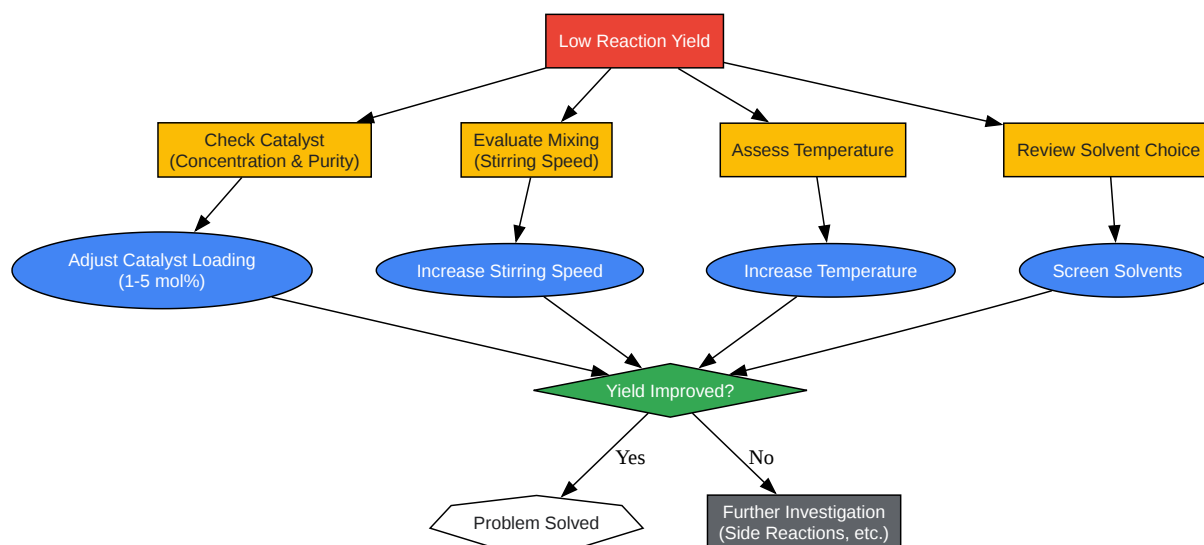 Low Reaction Yield
Check Catalyst
(Concentration & Purity)
Evaluate Mixing
(Stirring Speed)
Assess Temperature
Review Solvent Choice
Adjust Catalyst Loading
(1-5 mol%)
Increase Stirring Speed
Increase Temperature
Screen Solvents
Yield Improved?
Yes
No
Problem Solved
Further Investigation
(Side Reactions, etc.)